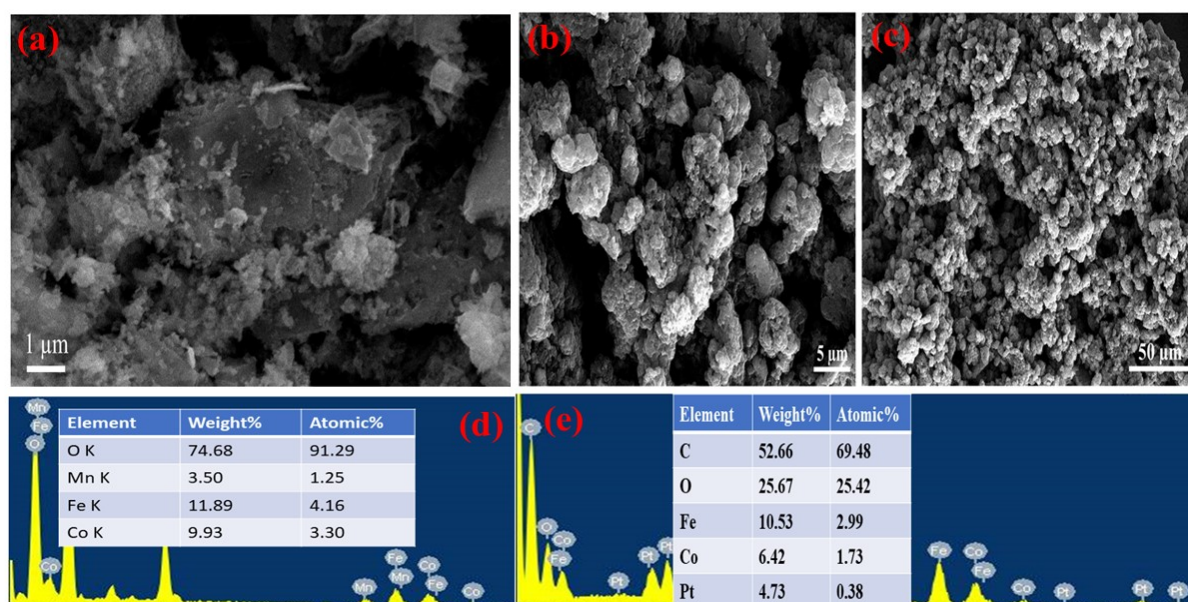 (a)
1 μm
(b)
5 μm
(c)
50 μm
(d)
Mn
Fe
O
Co
Element Weight% Atomic%
O K 74.68 91.29
Mn K 3.50 1.25
Fe K 11.89 4.16
Co K 9.93 3.30
Mn
Fe
Mn
Co
Fe
Co
(e)
C
O
Co
Fe
Pt
Pt
Pt
Element Weight% Atomic%
C 52.66 69.48
O 25.67 25.42
Fe 10.53 2.99
Co 6.42 1.73
Pt 4.73 0.38
Fe
Co
Fe
Co
Pt
Pt
Pt